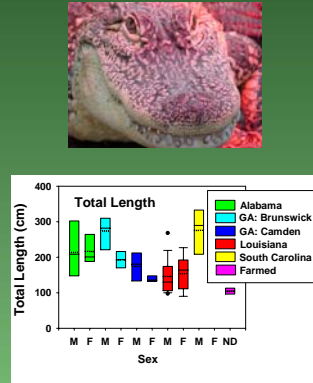 Total Length
Total Length (cm)
400
300
200
100
0
M F M F M F M F M F ND
Sex
Alabama
GA: Brunswick
GA: Camden
Louisiana
South Carolina
Farmed